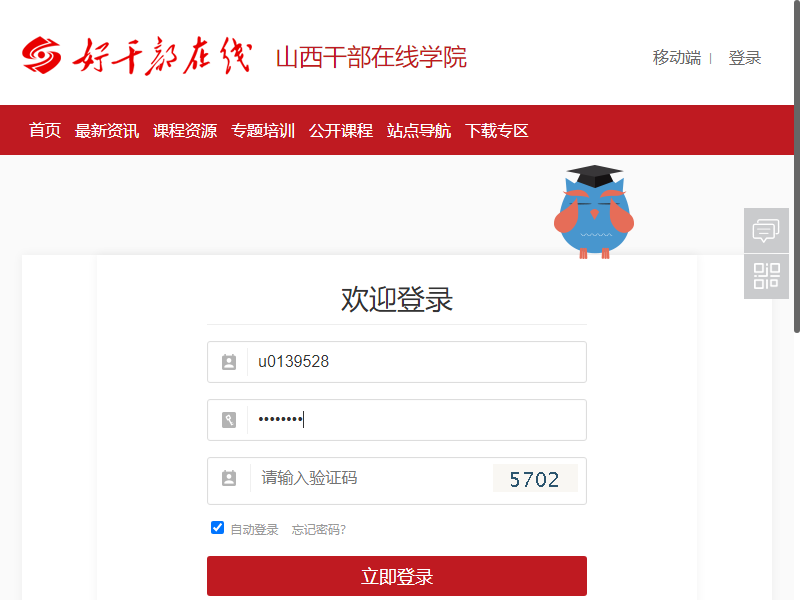 好干部在线 山西干部在线学院
移动端 | 登录
首页 最新资讯 课程资源 专题培训 公开课程 站点导航 下载专区
欢迎登录
u0139528
••••••••
请输入验证码 5702
自动登录 忘记密码?
立即登录